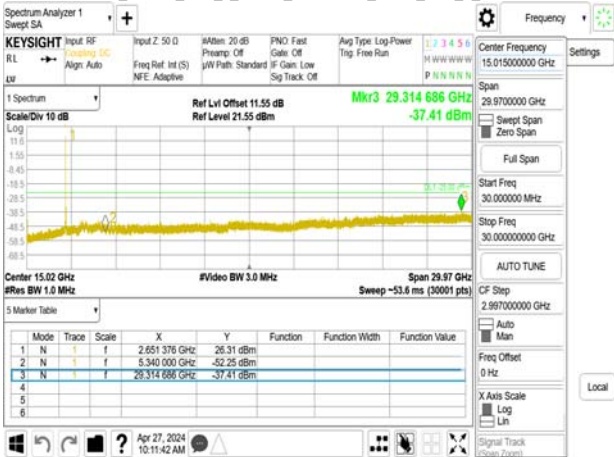 Spectrum Analyzer 1
Swept SA
Frequency
KEYSIGHT
RL
Input: RF
Coupling: DC
Align: Auto
Input Z: 50 Ω
Freq Ref: Int (S)
NFE: Adaptive
#Atten: 20 dB
Preamp: Off
µW Path: Standard
PNO: Fast
Gate: Off
IF Gain: Low
Sig Track: Off
Avg Type: Log-Power
Trig: Free Run
1 2 3 4 5 6
M W W W W W
P N N N N N
1 Spectrum
Scale/Div 10 dB
Ref Lvl Offset 11.55 dB
Ref Level 21.55 dBm
Mkr3 29.314 686 GHz
-37.41 dBm
Log
11.6
1.55
-8.45
-18.5
-28.5
-38.5
-48.5
-58.5
-68.5
1
2
3
Center 15.02 GHz
#Res BW 1.0 MHz
#Video BW 3.0 MHz
Span 29.97 GHz
Sweep ~53.6 ms (30001 pts)
5 Marker Table
Mode Trace Scale X Y Function Function Width Function Value
1 N 1 f 2.651 376 GHz 26.31 dBm
2 N 1 f 5.340 000 GHz -52.25 dBm
3 N 1 f 29.314 686 GHz -37.41 dBm
4
5
6
Apr 27, 2024
10:11:42 AM
Center Frequency
15.015000000 GHz
Span
29.9700000 GHz
Swept Span
Zero Span
Full Span
Start Freq
30.000000 MHz
Stop Freq
30.000000000 GHz
AUTO TUNE
CF Step
2.997000000 GHz
Auto
Man
Freq Offset
0 Hz
X Axis Scale
Log
Lin
Signal Track
(Span Zoom)
Settings
Local